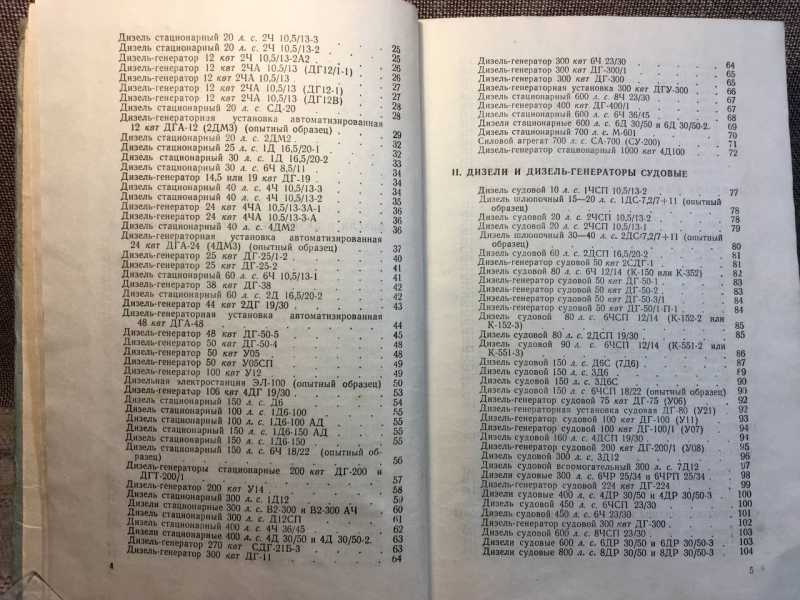 Дизель стационарный 20 л. с. 2Ч 10,5/13-3
Дизель стационарный 20 л. с. 2Ч 10,5/13-2 25
Дизель-генератор 12 квт 2Ч 10,5/13-2А2 25
Дизель-генератор 12 квт 2ЧА 10,5/13 (ДГ12/1-1) 26
Дизель-генератор 12 квт 2ЧА 10,5/13 26
Дизель-генератор 12 квт 2ЧА 10,5/13 (ДГ12-1) 27
Дизель-генератор 12 квт 2ЧА 10,5/13 (ДГ12В) 27
Дизель стационарный 20 л. с. СД-20 28
Дизель-генераторная установка автоматизированная 28
12 квт ДГА-12 (2ДМ3) (опытный образец) 29
Дизель стационарный 20 л. с. 2ДМ2 32
Дизель стационарный 25 л. с. 1Д 16,5/20-1 33
Дизель стационарный 30 л. с. 1Д 16,5/20-2 33
Дизель стационарный 30 л. с. 6Ч 8,5/11 34
Дизель-генератор 14,5 или 19 квт ДГ-19 34
Дизель стационарный 40 л. с. 4Ч 10,5/13-3 34
Дизель стационарный 40 л. с. 4Ч 10,5/13-2 35
Дизель-генератор 24 квт 4ЧА 10,5/13-3А-1 36
Дизель-генератор 24 квт 4ЧА 10,5/13-3-А 36
Дизель стационарный 40 л. с. 4ДМ2 36
Дизель-генераторная установка автоматизированная
24 квт ДГА-24 (4ДМ3) (опытный образец) 37
Дизель-генератор 25 квт ДГ-25/1-2 40
Дизель-генератор 25 квт ДГ-25-2 41
Дизель стационарный 60 л. с. 6Ч 10,5/13-1 41
Дизель-генератор 38 квт ДГ-38 42
Дизель стационарный 60 л. с. 2Д 16,5/20-2 42
Дизель-генератор 44 квт 2ДГ 19/30 43
Дизель-генераторная установка автоматизированная
48 квт ДГА-48 44
Дизель-генератор 48 квт ДГ-50-5 45
Дизель-генератор 50 квт ДГ-50-4 48
Дизель-генератор 50 квт У05 48
Дизель-генератор 50 квт У05СП 49
Дизель-генератор 100 квт У12 49
Дизельная электростанция ЭЛ-100 (опытный образец) 50
Дизель-генератор 106 квт 4ДГ 19/30 53
Дизель стационарный 150 л. с. Д6 54
Дизель стационарный 100 л. с. 1Д6-100 55
Дизель стационарный 100 л. с. 1Д6-100 АД 55
Дизель стационарный 150 л. с. 1Д6-150 АД 55
Дизель стационарный 150 л. с. 1Д6-150 55
Дизель стационарный 150 л. с. 6Ч 18/22 (опытный об-
разец) 56
Дизель-генераторы стационарные 200 квт ДГ-200 и
ДГТ-200/1 57
Дизель-генератор 200 квт У14 58
Дизель стационарный 300 л. с. 1Д12 59
Дизели стационарные 300 л. с. В2-300 и В2-300 АЧ 60
Дизель стационарный 300 л. с. Д12СП 61
Дизель стационарный 400 л. с. 4Ч 36/45 62
Дизели стационарные 400 л. с. 4Д 30/50 и 4Д 30/50-2 63
Дизель-генератор 270 квт СДГ-21Б-3 63
Дизель-генератор 300 квт ДГ-11 64
4
Дизель-генератор 300 квт 6Ч 23/30 64
Дизель-генератор 300 квт ДГ-300/1 65
Дизель-генератор 300 квт ДГ-300 65
Дизель-генераторная установка 300 квт ДГУ-300 66
Дизель стационарный 600 л. с. 8Ч 23/30 67
Дизель-генератор 400 квт ДГ-400/1 67
Дизель стационарный 600 л. с. 6Ч 36/45 68
Дизели стационарные 600 л. с. 6Д 30/50 и 6Д 30/50-2 69
Дизель стационарный 700 л. с. М-601 70
Силовой агрегат 700 л. с. СА-700 (СУ-200) 71
Дизель-генератор стационарный 1000 квт 4Д100 72
II. ДИЗЕЛИ И ДИЗЕЛЬ-ГЕНЕРАТОРЫ СУДОВЫЕ
Дизель судовой 10 л. с. 1ЧСП 10,5/13-2 77
Дизель шлюпочный 15—20 л. с. 1ДС-7,2/7+11 (опытный
образец) 78
Дизель судовой 20 л. с. 2ЧСП 10,5/13-2 78
Дизель судовой 20 л. с. 2ЧСП 10,5/13-1 79
Дизель шлюпочный 30—40 л. с. 2ДС-7,2/7+11 (опытный
образец) 80
Дизель судовой 60 л. с. 2ДСП 16,5/20-2 81
Дизель-генератор судовой 50 квт 2СДГ-1 81
Дизель судовой 80 л. с. 6Ч 12/14 (К-150 или К-352) 82
Дизель-генератор судовой 50 квт ДГ-50-1 83
Дизель-генератор судовой 50 квт ДГ-50-2 83
Дизель-генератор судовой 50 квт ДГ-50-3/1 84
Дизель-генератор судовой 50 квт ДГ-50/1-П-1 84
Дизель судовой 80 л. с. 6ЧСП 12/14 (К-152-2 или
К-152-3) 85
Дизель судовой 80 л. с. 2ДСП 19/30 85
Дизель судовой 90 л. с. 6ЧСП 12/14 (К-551-2 или
К-551-3) 86
Дизель судовой 150 л. с. Д6С (7Д6) 87
Дизель судовой 150 л. с. 3Д6 89
Дизель судовой 150 л. с. 3Д6С 90
Дизель судовой 150 л. с. 6ЧСП 18/22 (опытный образец) 93
Дизель-генератор судовой 75 квт ДГ-75 (У06) 92
Дизель-генераторная установка судовая ДГ-80 (У21) 92
Дизель-генератор судовой 100 квт ДГ-100 (У11) 93
Дизель-генератор судовой 100 квт ДГ-100/1 (У07) 94
Дизель судовой 160 л. с. 4ДСП 19/30 94
Дизель-генератор судовой 200 квт ДГ-200/1 (У08) 95
Дизель судовой 300 л. с. 3Д12 96
Дизель судовой вспомогательный 300 л. с. 7Д12 97
Дизели судовые 300 л. с. 6ЧР 25/34 и 6ЧРП 25/34 98
Дизель-генератор судовой 224 квт ДГ-224 99
Дизели судовые 400 л. с. 4ДР 30/50 и 4ДР 30/50-3 100
Дизель судовой 450 л. с. 6ЧСП 23/30 100
Дизель судовой 450 л. с. 6Ч 23/30 101
Дизель-генератор судовой 300 квт ДГ-300 102
Дизель судовой 600 л. с. 8ЧСП 23/30 103
Дизели судовые 600 л. с. 6ДР 30/50 и 6ДР 30/50-3 103
Дизели судовые 800 л. с. 8ДР 30/50 и 8ДР 30/50-3 104
5